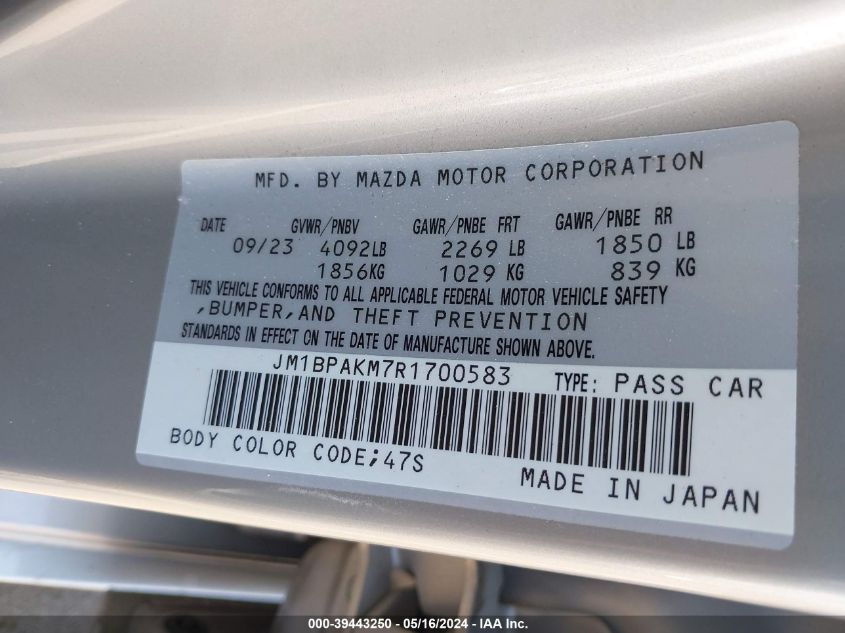 MFD. BY MAZDA MOTOR CORPORATION
DATE GVWR/PNBV GAWR/PNBE FRT GAWR/PNBE RR
09/23 4092LB 2269 LB 1850 LB
1856KG 1029 KG 839 KG
THIS VEHICLE CONFORMS TO ALL APPLICABLE FEDERAL MOTOR VEHICLE SAFETY
,BUMPER,AND THEFT PREVENTION
STANDARDS IN EFFECT ON THE DATE OF MANUFACTURE SHOWN ABOVE.
JM1BPAKM7R1700583 TYPE: PASS CAR
BODY COLOR CODE;47S MADE IN JAPAN
000-39443250 - 05/16/2024 - IAA Inc.